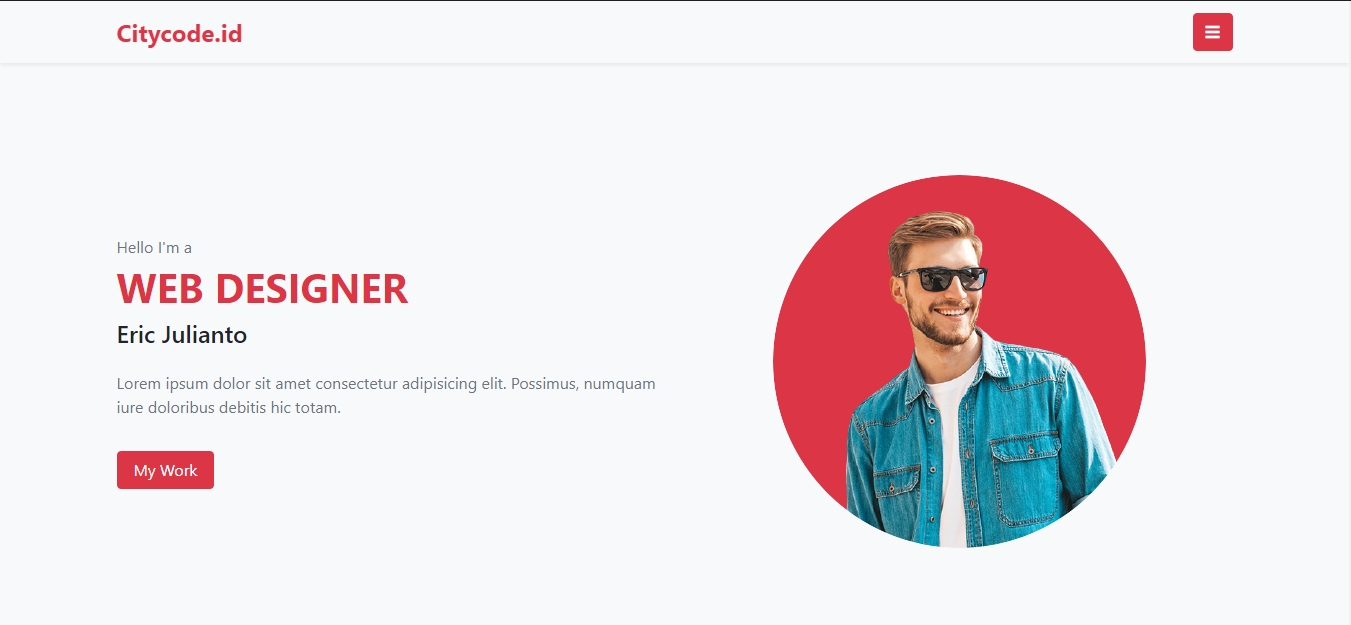 Citycode.id
Hello I'm a
WEB DESIGNER
Eric Julianto
Lorem ipsum dolor sit amet consectetur adipisicing elit. Possimus, numquam
iure doloribus debitis hic totam.
My Work